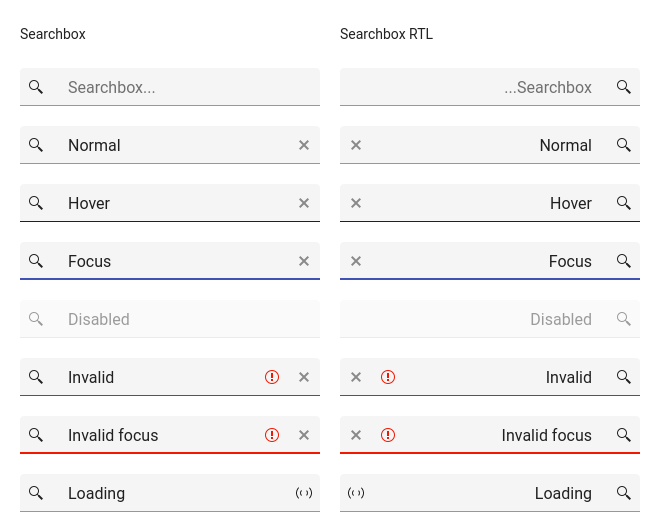 Searchbox
Searchbox...
Normal
Hover
Focus
Disabled
Invalid
Invalid focus
Loading
Searchbox RTL
...Searchbox
Normal
Hover
Focus
Disabled
Invalid
Invalid focus
Loading